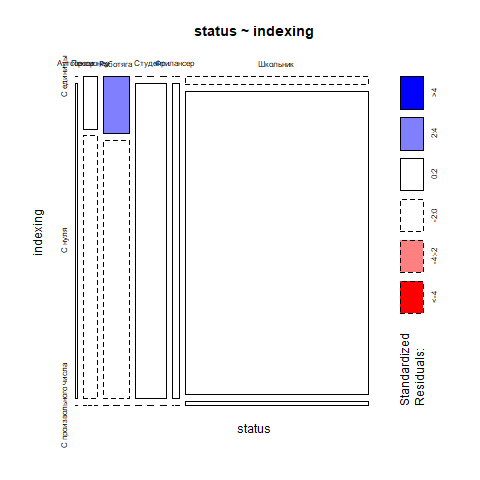 status ~ indexing
Работяга
Студент
Фрилансер
Школьник
С единицы
С нуля
С произвольного числа
indexing
status
>4
2:4
0:2
-2:0
-4:-2
<-4
Standardized
Residuals: